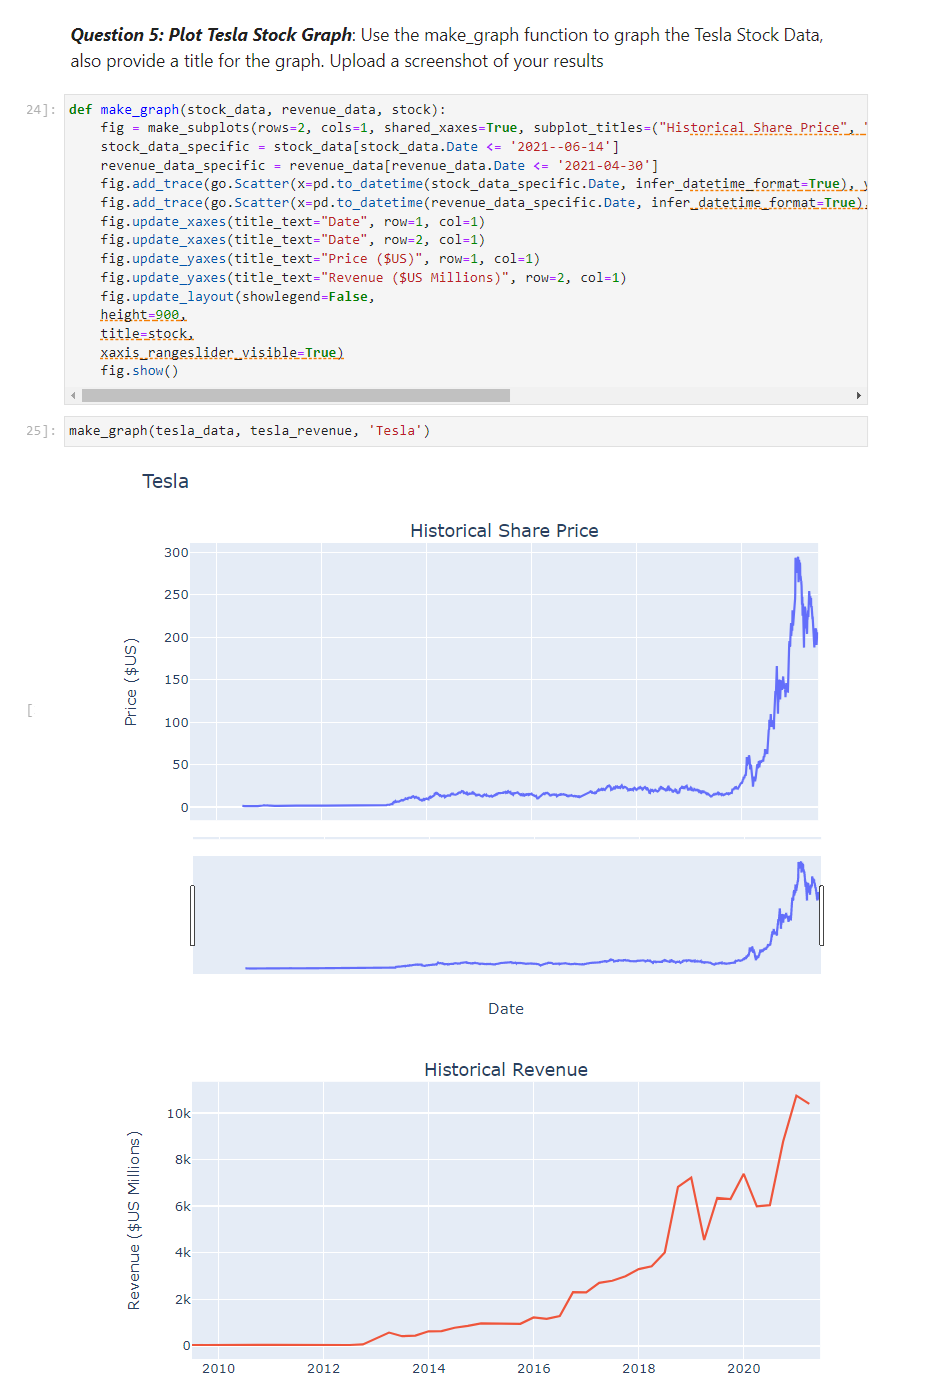 Question 5: Plot Tesla Stock Graph: Use the make_graph function to graph the Tesla Stock Data,
also provide a title for the graph. Upload a screenshot of your results
24]:
def make_graph(stock_data, revenue_data, stock):
    fig = make_subplots(rows=2, cols=1, shared_xaxes=True, subplot_titles=("Historical Share Price", "
    stock_data_specific = stock_data[stock_data.Date <= '2021--06-14']
    revenue_data_specific = revenue_data[revenue_data.Date <= '2021-04-30']
    fig.add_trace(go.Scatter(x=pd.to_datetime(stock_data_specific.Date, infer_datetime_format=True), y
    fig.add_trace(go.Scatter(x=pd.to_datetime(revenue_data_specific.Date, infer_datetime_format=True),
    fig.update_xaxes(title_text="Date", row=1, col=1)
    fig.update_xaxes(title_text="Date", row=2, col=1)
    fig.update_yaxes(title_text="Price ($US)", row=1, col=1)
    fig.update_yaxes(title_text="Revenue ($US Millions)", row=2, col=1)
    fig.update_layout(showlegend=False,
    height=900,
    title=stock,
    xaxis_rangeslider_visible=True)
    fig.show()
25]:
make_graph(tesla_data, tesla_revenue, 'Tesla')
Tesla
Historical Share Price
300
250
200
150
100
50
0
Price ($US)
[
Date
Historical Revenue
10k
8k
6k
4k
2k
0
Revenue ($US Millions)
2010 2012 2014 2016 2018 2020